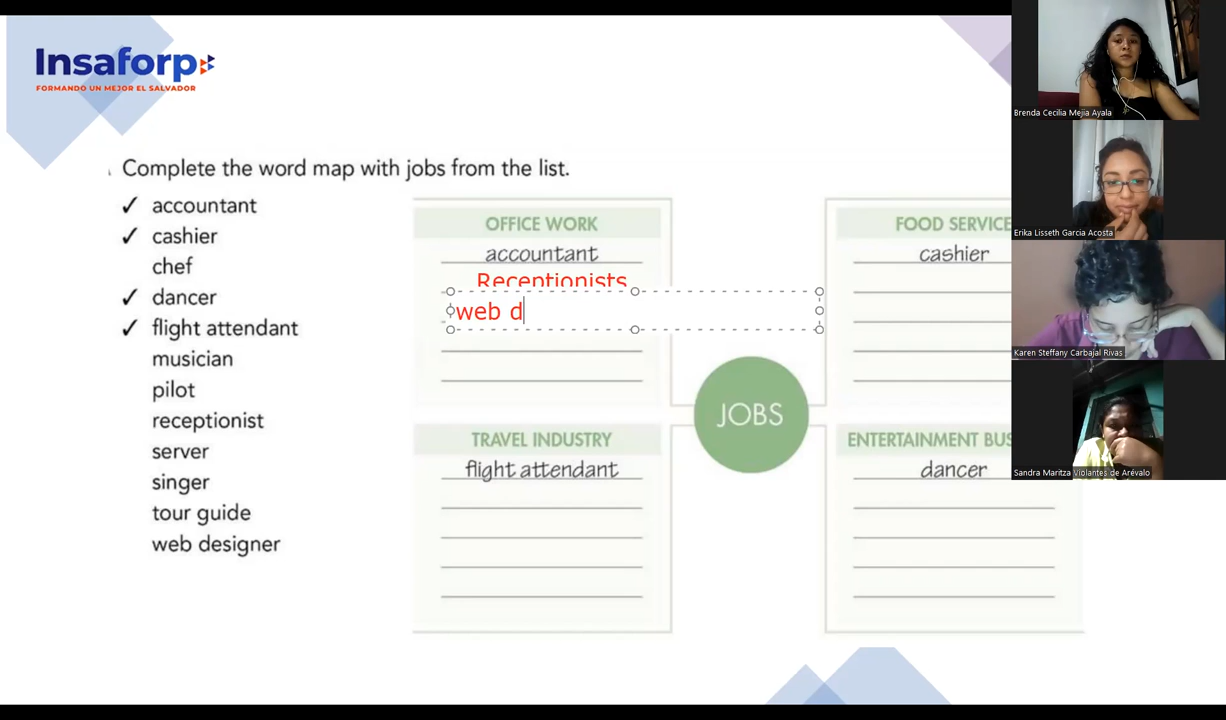 Insaforp
FORMANDO UN MEJOR EL SALVADOR
Complete the word map with jobs from the list.
✓ accountant
✓ cashier
chef
✓ dancer
✓ flight attendant
musician
pilot
receptionist
server
singer
tour guide
web designer
OFFICE WORK
accountant
Receptionists
web d
FOOD SERVICE
cashier
JOBS
TRAVEL INDUSTRY
flight attendant
ENTERTAINMENT BUS
dancer
Brenda Cecilia Mejia Ayala
Erika Lisseth Garcia Acosta
Karen Steffany Carbajal Rivas
Sandra Maritza Violantes de Arévalo